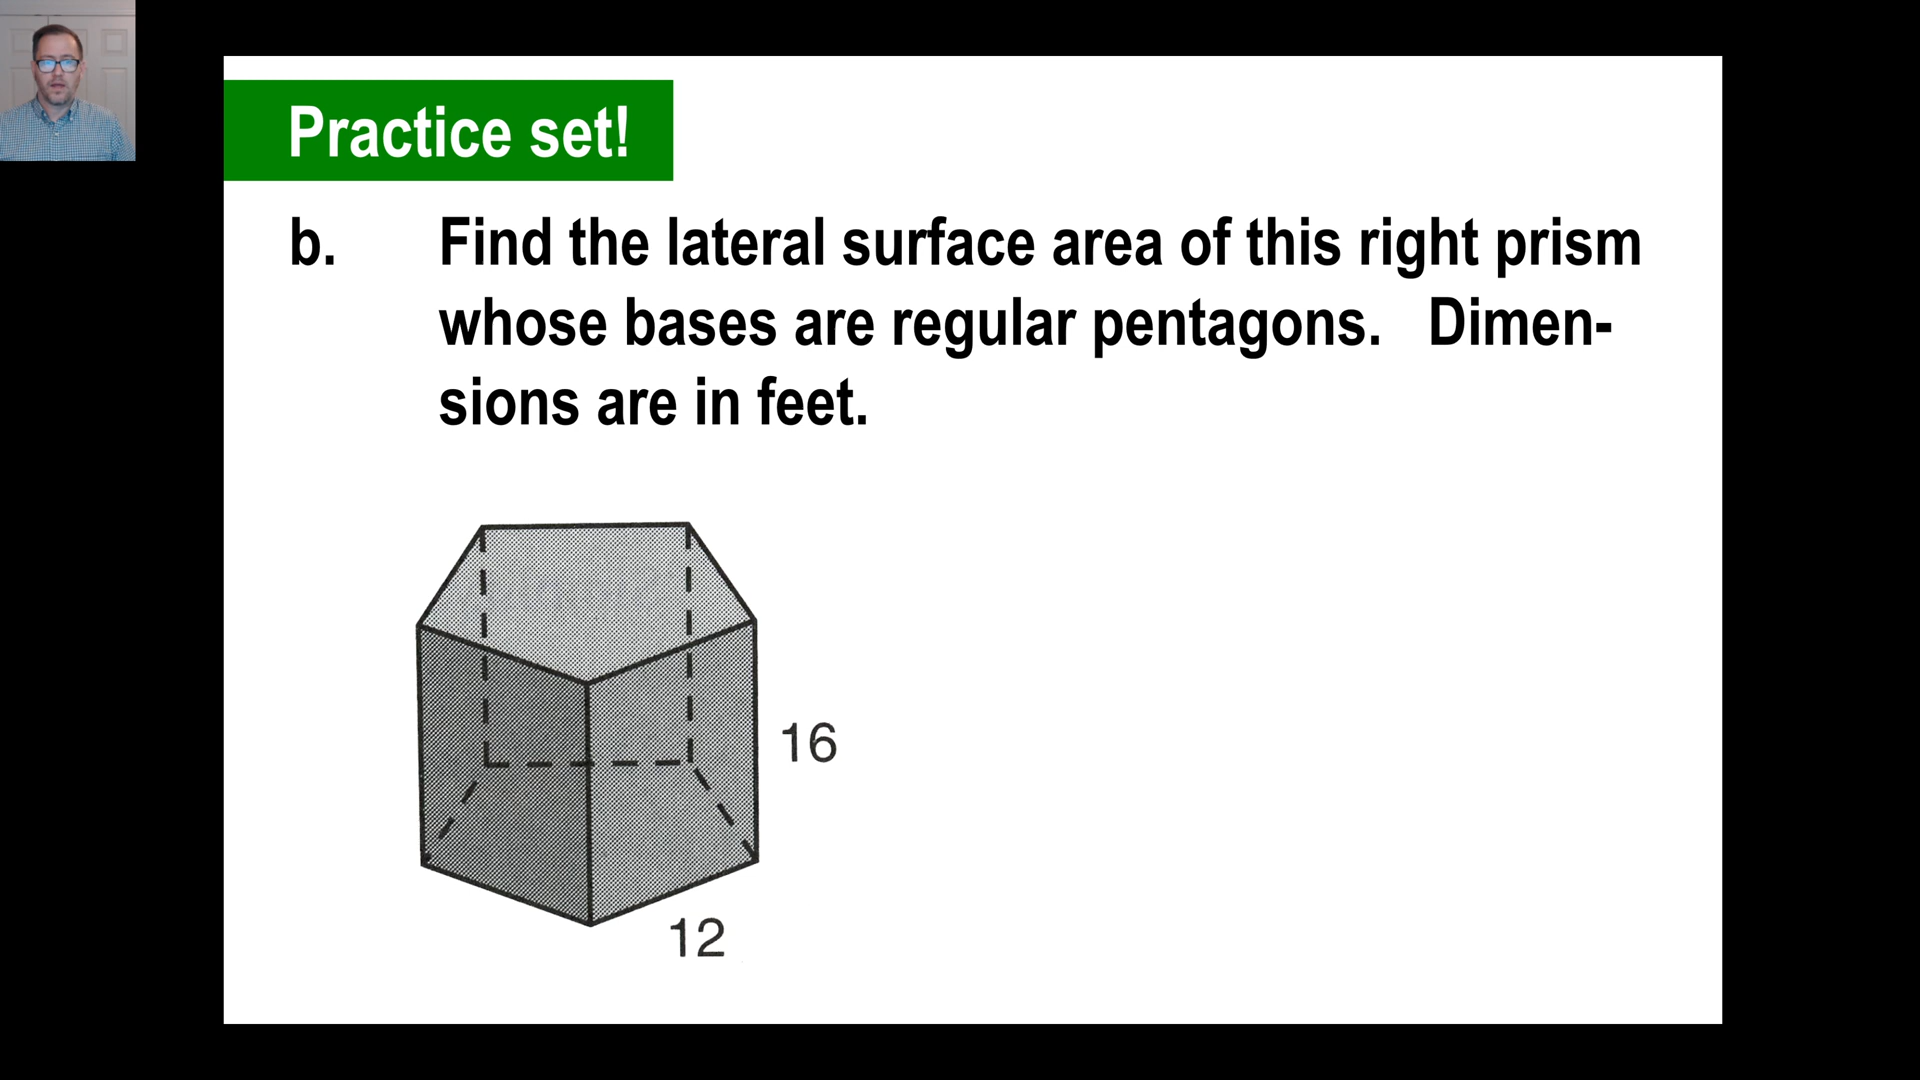 Practice set!
b. Find the lateral surface area of this right prism
whose bases are regular pentagons. Dimen-
sions are in feet.
16
12